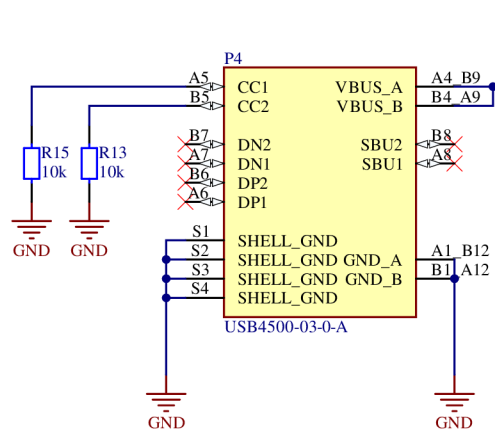 P4
A5 CC1 VBUS_A A4_B9
B5 CC2 VBUS_B B4_A9
B7 DN2 SBU2 B8
A7 DN1 SBU1 A8
B6 DP2
A6 DP1
R15 10k
R13 10k
GND
GND
S1 SHELL_GND
S2 SHELL_GND GND_A A1_B12
S3 SHELL_GND GND_B B1_A12
S4 SHELL_GND
USB4500-03-0-A
GND
GND